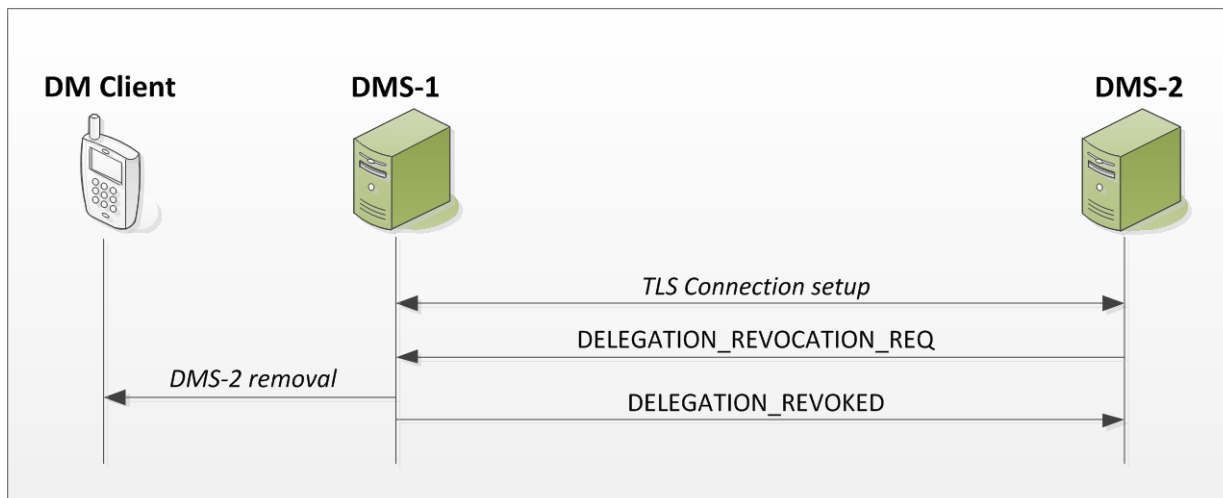 DM Client
DMS-1
DMS-2
TLS Connection setup
DELEGATION_REVOCATION_REQ
DMS-2 removal
DELEGATION_REVOKED